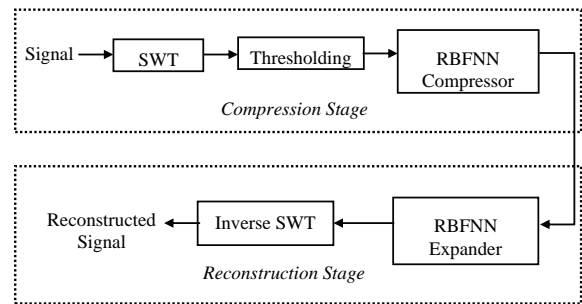 Signal
SWT
Thresholding
RBFNN
Compressor
Compression Stage
Reconstructed
Signal
Inverse SWT
RBFNN
Expander
Reconstruction Stage